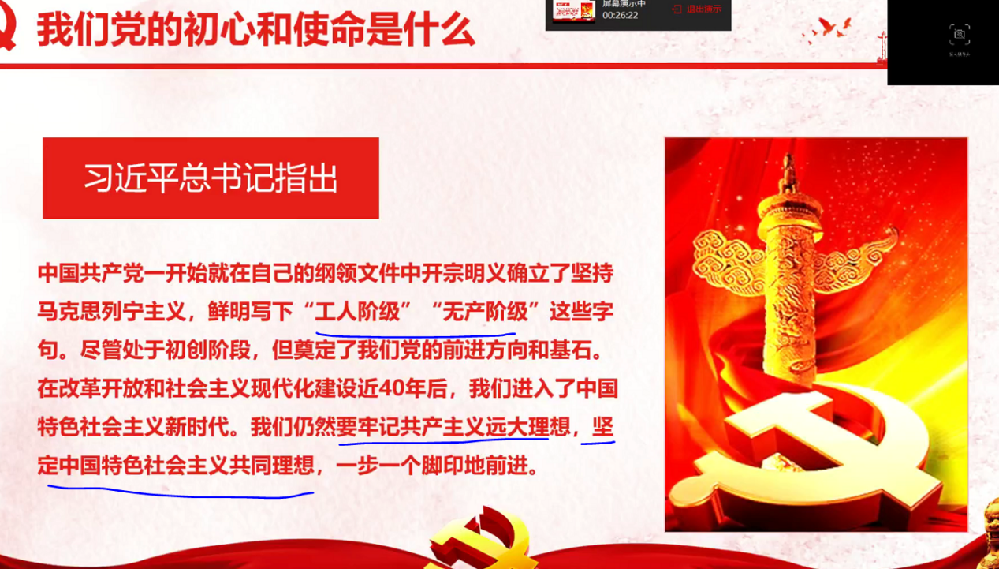 我们党的初心和使命是什么
屏幕演示中
00:26:22
退出演示
习近平总书记指出
中国共产党一开始就在自己的纲领文件中开宗明义确立了坚持
马克思列宁主义，鲜明写下“工人阶级”“无产阶级”这些字
句。尽管处于初创阶段，但奠定了我们党的前进方向和基石。
在改革开放和社会主义现代化建设近40年后，我们进入了中国
特色社会主义新时代。我们仍然要牢记共产主义远大理想，坚
定中国特色社会主义共同理想，一步一个脚印地前进。